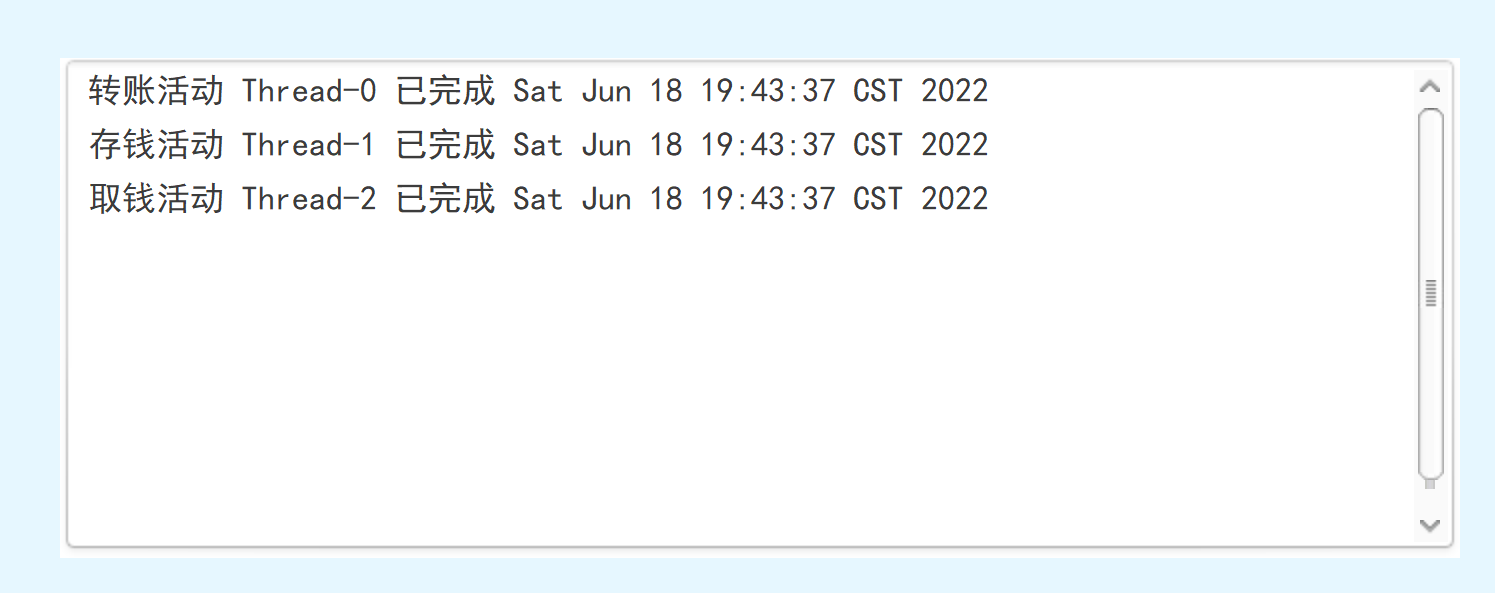 转账活动 Thread-0 已完成 Sat Jun 18 19:43:37 CST 2022
存钱活动 Thread-1 已完成 Sat Jun 18 19:43:37 CST 2022
取钱活动 Thread-2 已完成 Sat Jun 18 19:43:37 CST 2022